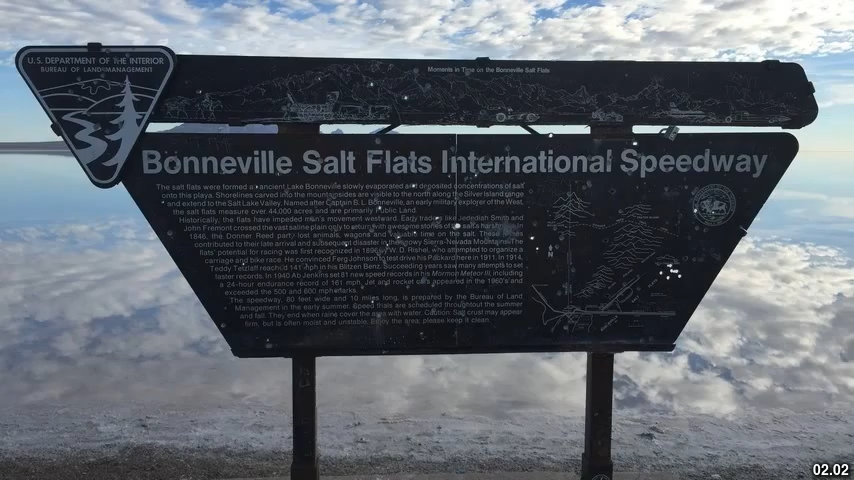 U.S. DEPARTMENT OF THE INTERIOR
BUREAU OF LAND MANAGEMENT
Moments in Time on the Bonneville Salt Flats
Bonneville Salt Flats International Speedway
The salt flats were formed as ancient Lake Bonneville slowly evaporated and deposited concentrations of salt
onto this playa. Shorelines carved into the mountainsides are visible to the north along the Silver Island range
and extend to the Salt Lake Valley. Named after Captain B.L. Bonneville, an early military explorer of the West,
the salt flats measure over 44,000 acres and are primarily Public Land.
Historically, the flats have impeded man's movement westward. Early traders like Jedediah Smith and
John Fremont crossed the vast saline plain only to return with awesome stories of the salt's harshness. In
1846, the Donner Reed party lost animals, wagons and valuable time on the salt. These losses
contributed to their late arrival and subsequent disaster in the snowy Sierra-Nevada Mountains. The
flats' potential for racing was first recognized in 1896 by W.D. Rishel, who attempted to organize a
carriage and bike race. He convinced Ferg Johnson to test drive his Packard here in 1911. In 1914,
Teddy Tetzlaff reach'd 141 mph in his Blitzen Benz. Succeeding years saw many attempts to set
faster records. In 1940 Ab Jenkins set 81 new speed records in his Mormon Meteor III, including
a 24-hour endurance record of 161 mph. Jet and rocket cars appeared in the 1960's and
exceeded the 500 and 600 mph marks.
The speedway, 80 feet wide and 10 miles long, is prepared by the Bureau of Land
Management in the early summer. Speed trials are scheduled throughout the summer
and fall. They end when rains cover the area with water. Caution: Salt crust may appear
firm, but is often moist and unstable. Enjoy the area; please keep it clean.
N
02.02